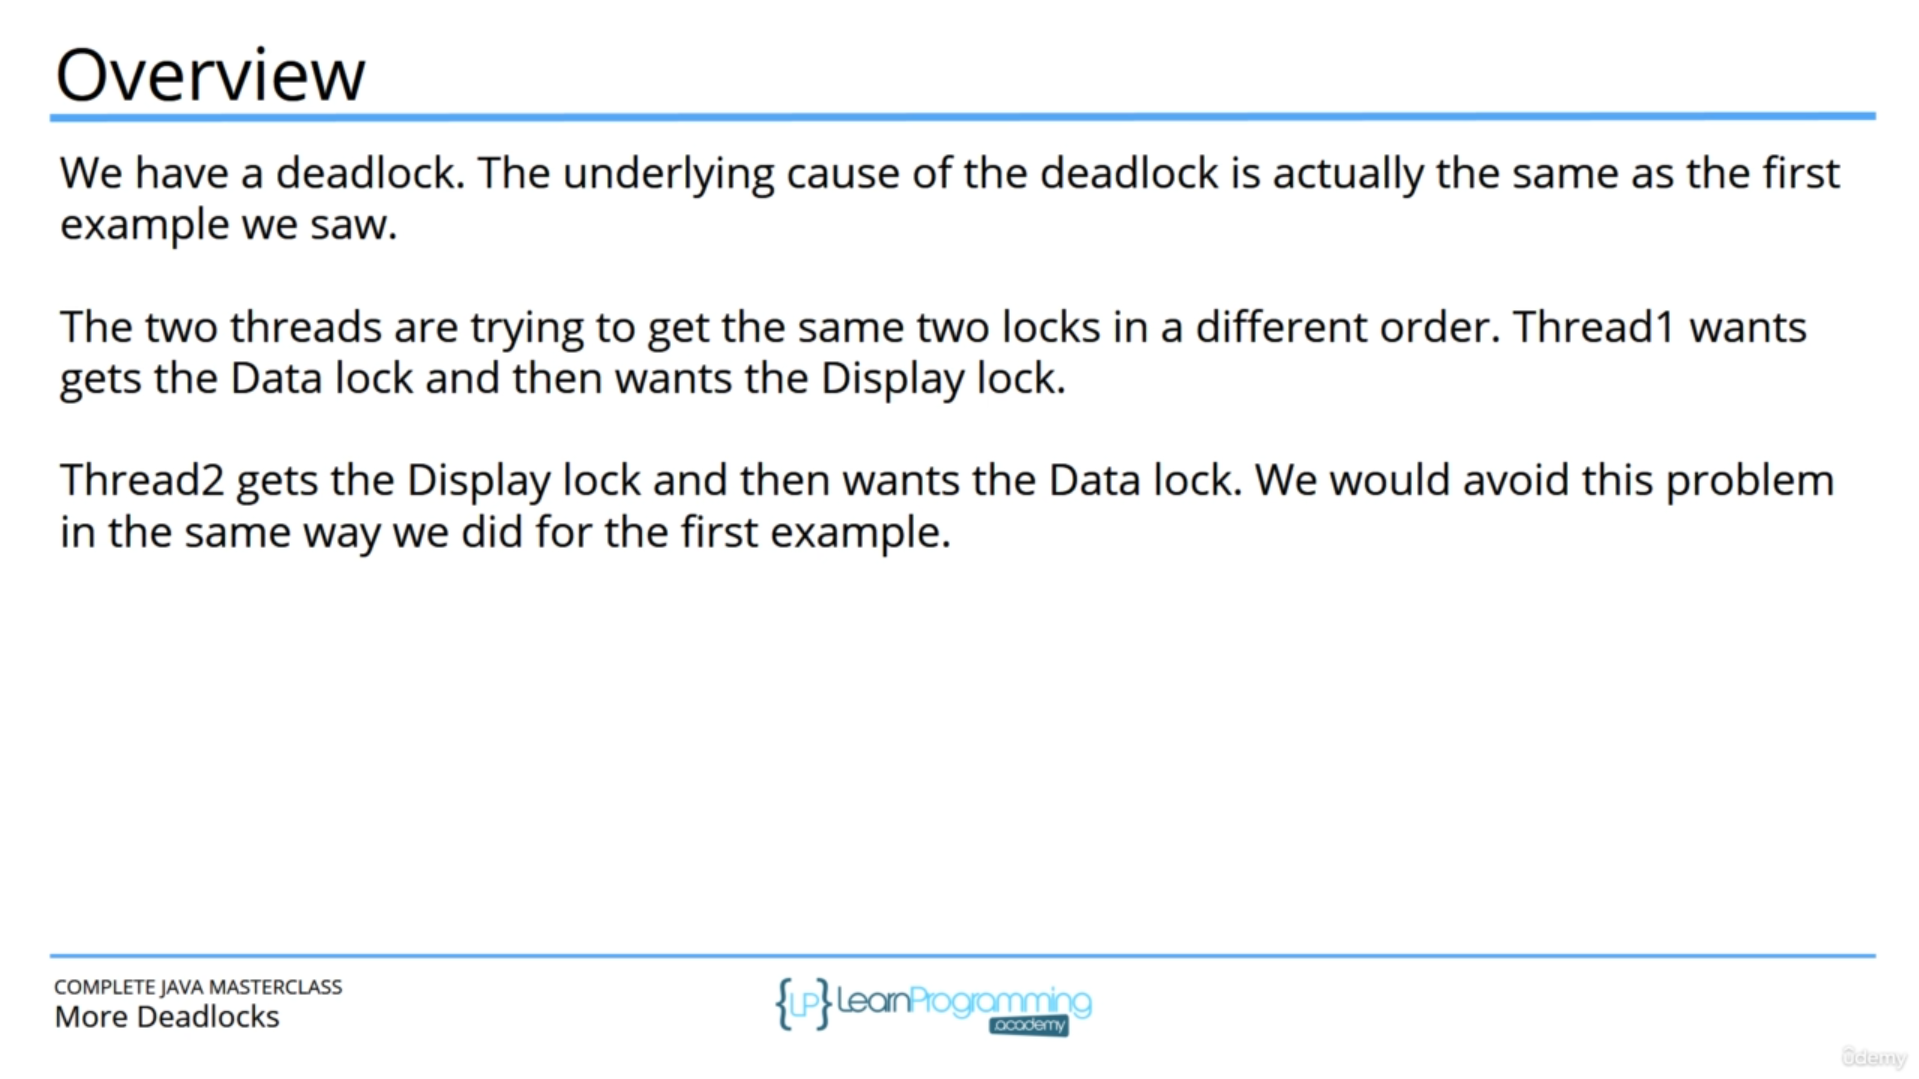 Overview
We have a deadlock. The underlying cause of the deadlock is actually the same as the first
example we saw.
The two threads are trying to get the same two locks in a different order. Thread1 wants
gets the Data lock and then wants the Display lock.
Thread2 gets the Display lock and then wants the Data lock. We would avoid this problem
in the same way we did for the first example.
COMPLETE JAVA MASTERCLASS
More Deadlocks
{LP} LearnProgramming
academy
ûdemy